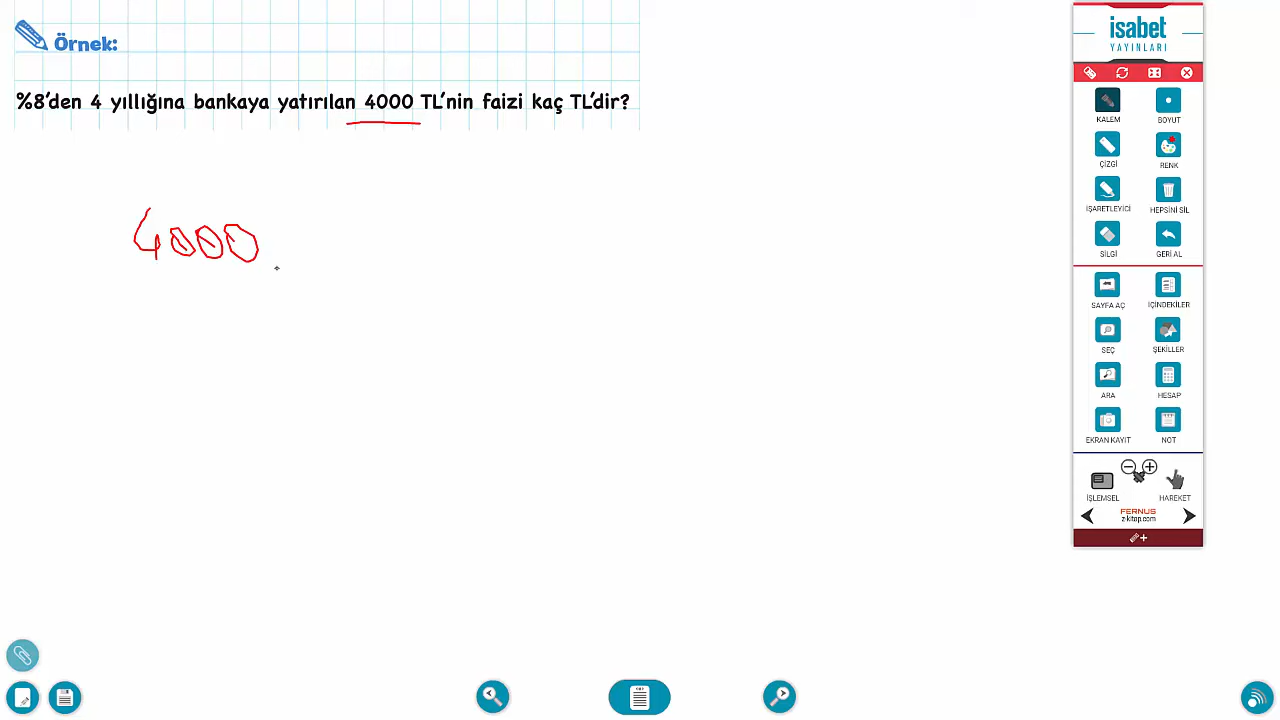 Örnek:
%8'den 4 yıllığına bankaya yatırılan 4000 TL'nin faizi kaç TL'dir?
4000
isabet
YAYINLARI
KALEM
BOYUT
ÇİZGİ
RENK
İŞARETLEYİCİ
HEPSİNİ SİL
SİLGİ
GERİ AL
SAYFA AÇ
İÇİNDEKİLER
SEÇ
ŞEKİLLER
ARA
HESAP
EKRAN KAYIT
NOT
İŞLEMSEL
HAREKET
FERNUS
z-kitap.com